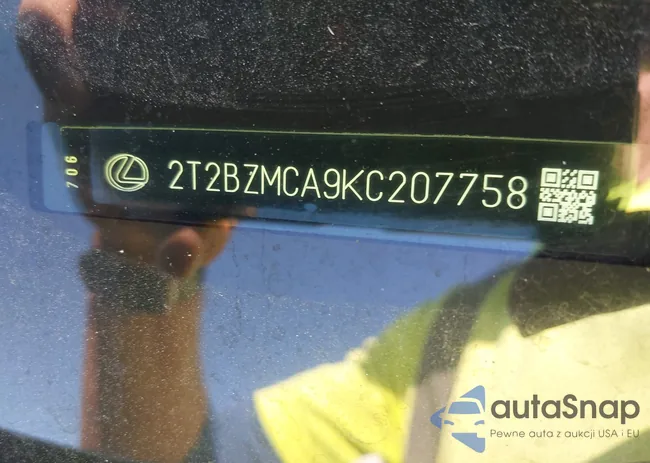 706
2T2BZMCA9KC207758
autaSnap
Pewne auta z aukcji USA i EU